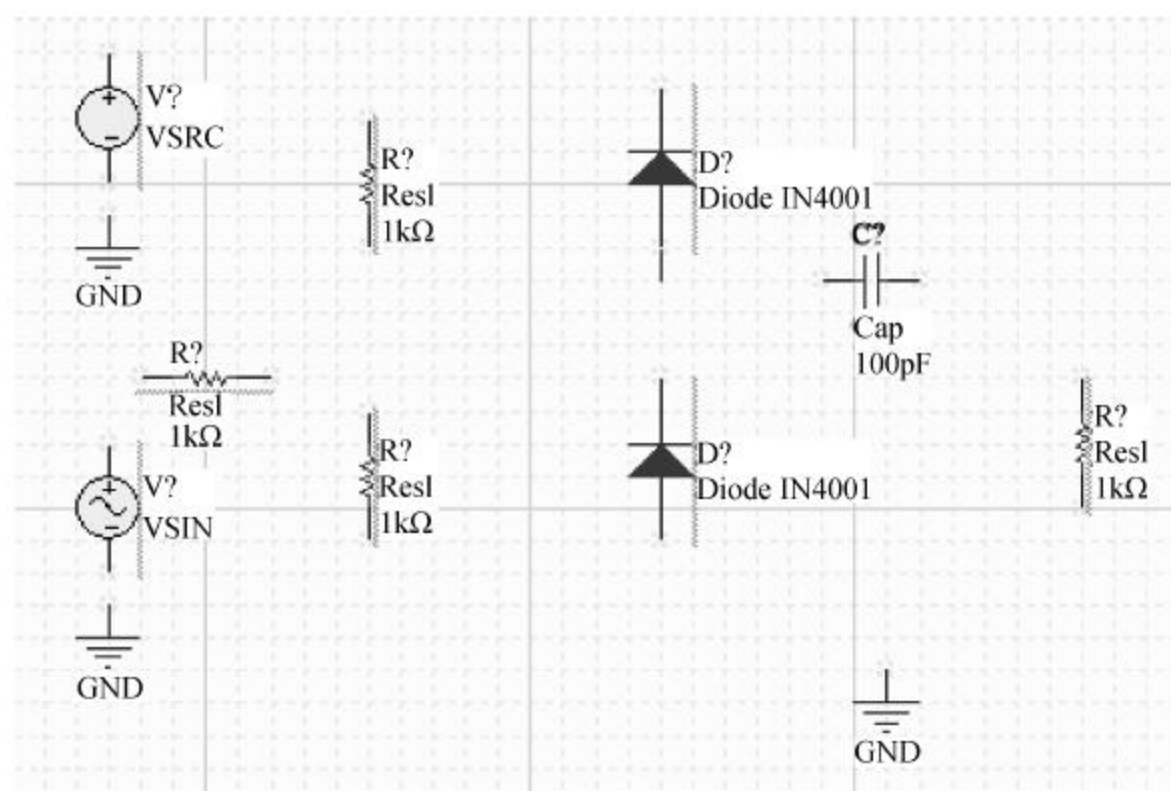 V?
VSRC
GND
R?
Resl
1kΩ
D?
Diode IN4001
C?
Cap
100pF
R?
Resl
1kΩ
V?
VSIN
GND
R?
Resl
1kΩ
D?
Diode IN4001
R?
Resl
1kΩ
GND